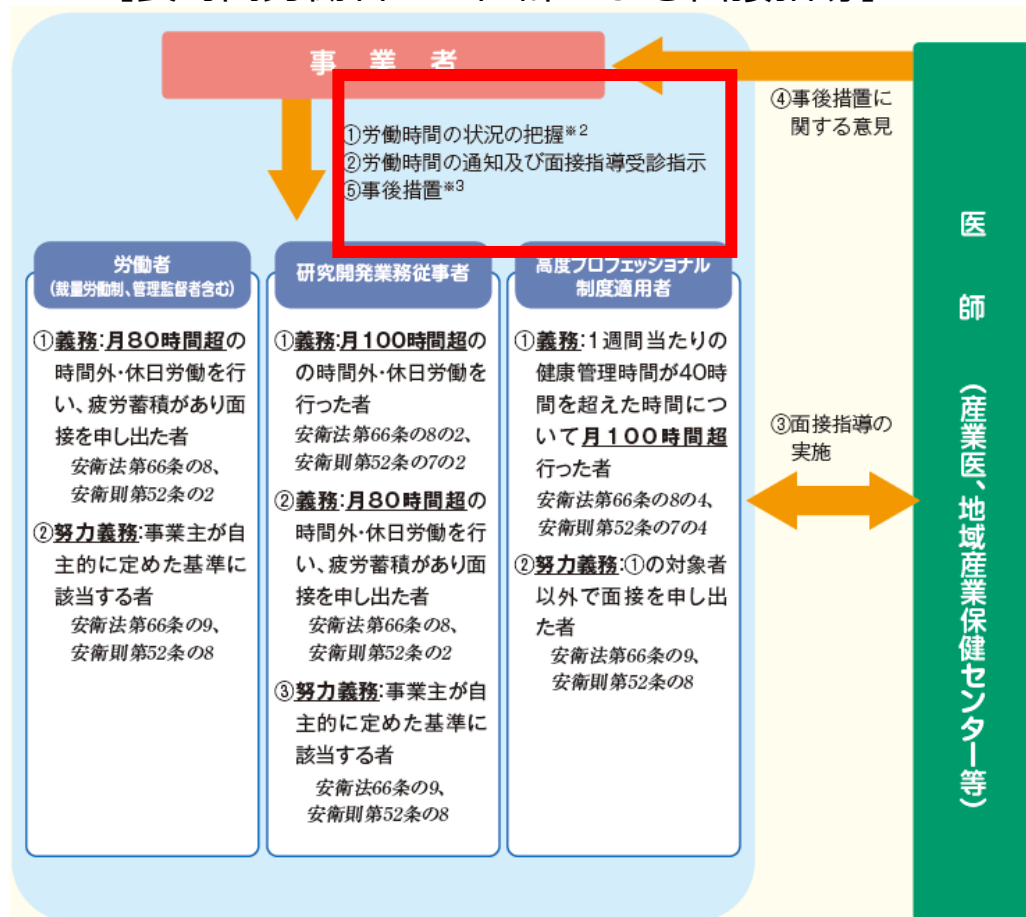 事業者
①労働時間の状況の把握※2
②労働時間の通知及び面接指導受診指示
⑤事後措置※3
④事後措置に
関する意見
労働者
(裁量労働制、管理監督者含む)
①義務:月80時間超の
時間外・休日労働を行
い、疲労蓄積があり面
接を申し出た者
安衛法第66条の8、
安衛則第52条の2
②努力義務:事業主が自
主的に定めた基準に
該当する者
安衛法第66条の9、
安衛則第52条の8
研究開発業務従事者
①義務:月100時間超の
の時間外・休日労働を
行った者
安衛法第66条の8の2、
安衛則第52条の7の2
②義務:月80時間超の
時間外・休日労働を行
い、疲労蓄積があり面
接を申し出た者
安衛法第66条の8、
安衛則第52条の2
③努力義務:事業主が自
主的に定めた基準に
該当する者
安衛法66条の9、
安衛則第52条の8
高度プロフェッショナル
制度適用者
①義務:1週間当たりの
健康管理時間が40時
間を超えた時間につ
いて月100時間超
行った者
安衛法第66条の8の4、
安衛則第52条の7の4
②努力義務:①の対象者
以外で面接を申し出
た者
安衛法第66条の9、
安衛則第52条の8
③面接指導の
実施
医師(産業医、地域産業保健センター等)